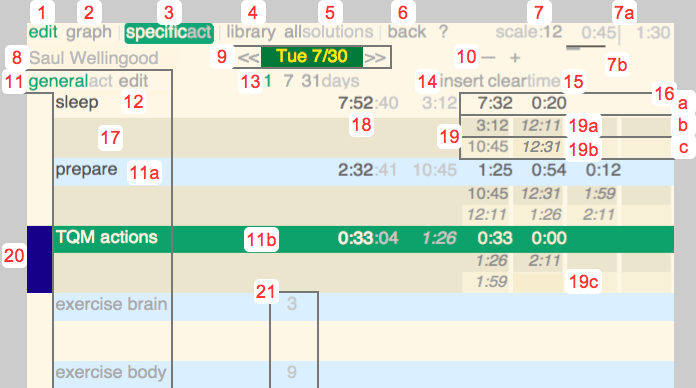 1 2 3 4 5 6 7 7a
edit graph | specificact | library allsolutions | back ? scale:12 0:45| 1:30
8 Saul Wellingood 9 << Tue 7/30 >> 10 — + 7b
11 generalact edit 13 1 7 31days 14 insert cleartime 15
sleep 12 7:52:40 3:12 7:32 0:20 16 a
17 18 19 3:12 12:11 19a b
10:45 12:31 19b c
prepare 11a 2:32:41 10:45 1:25 0:54 0:12
10:45 12:31 1:59
12:11 1:26 2:11
TQM actions 11b 0:33:04 1:26 0:33 0:00
20 1:26 2:11
1:59 19c
21
exercise brain 3
exercise body 9